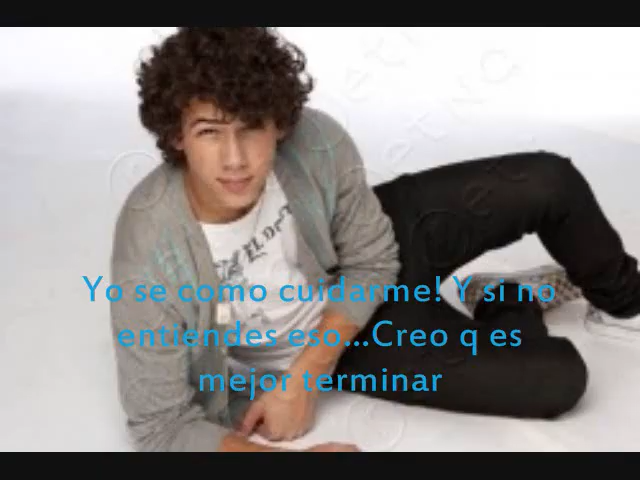 Yo se como cuidarme! Y si no
entiendes eso...Creo q es
mejor terminar